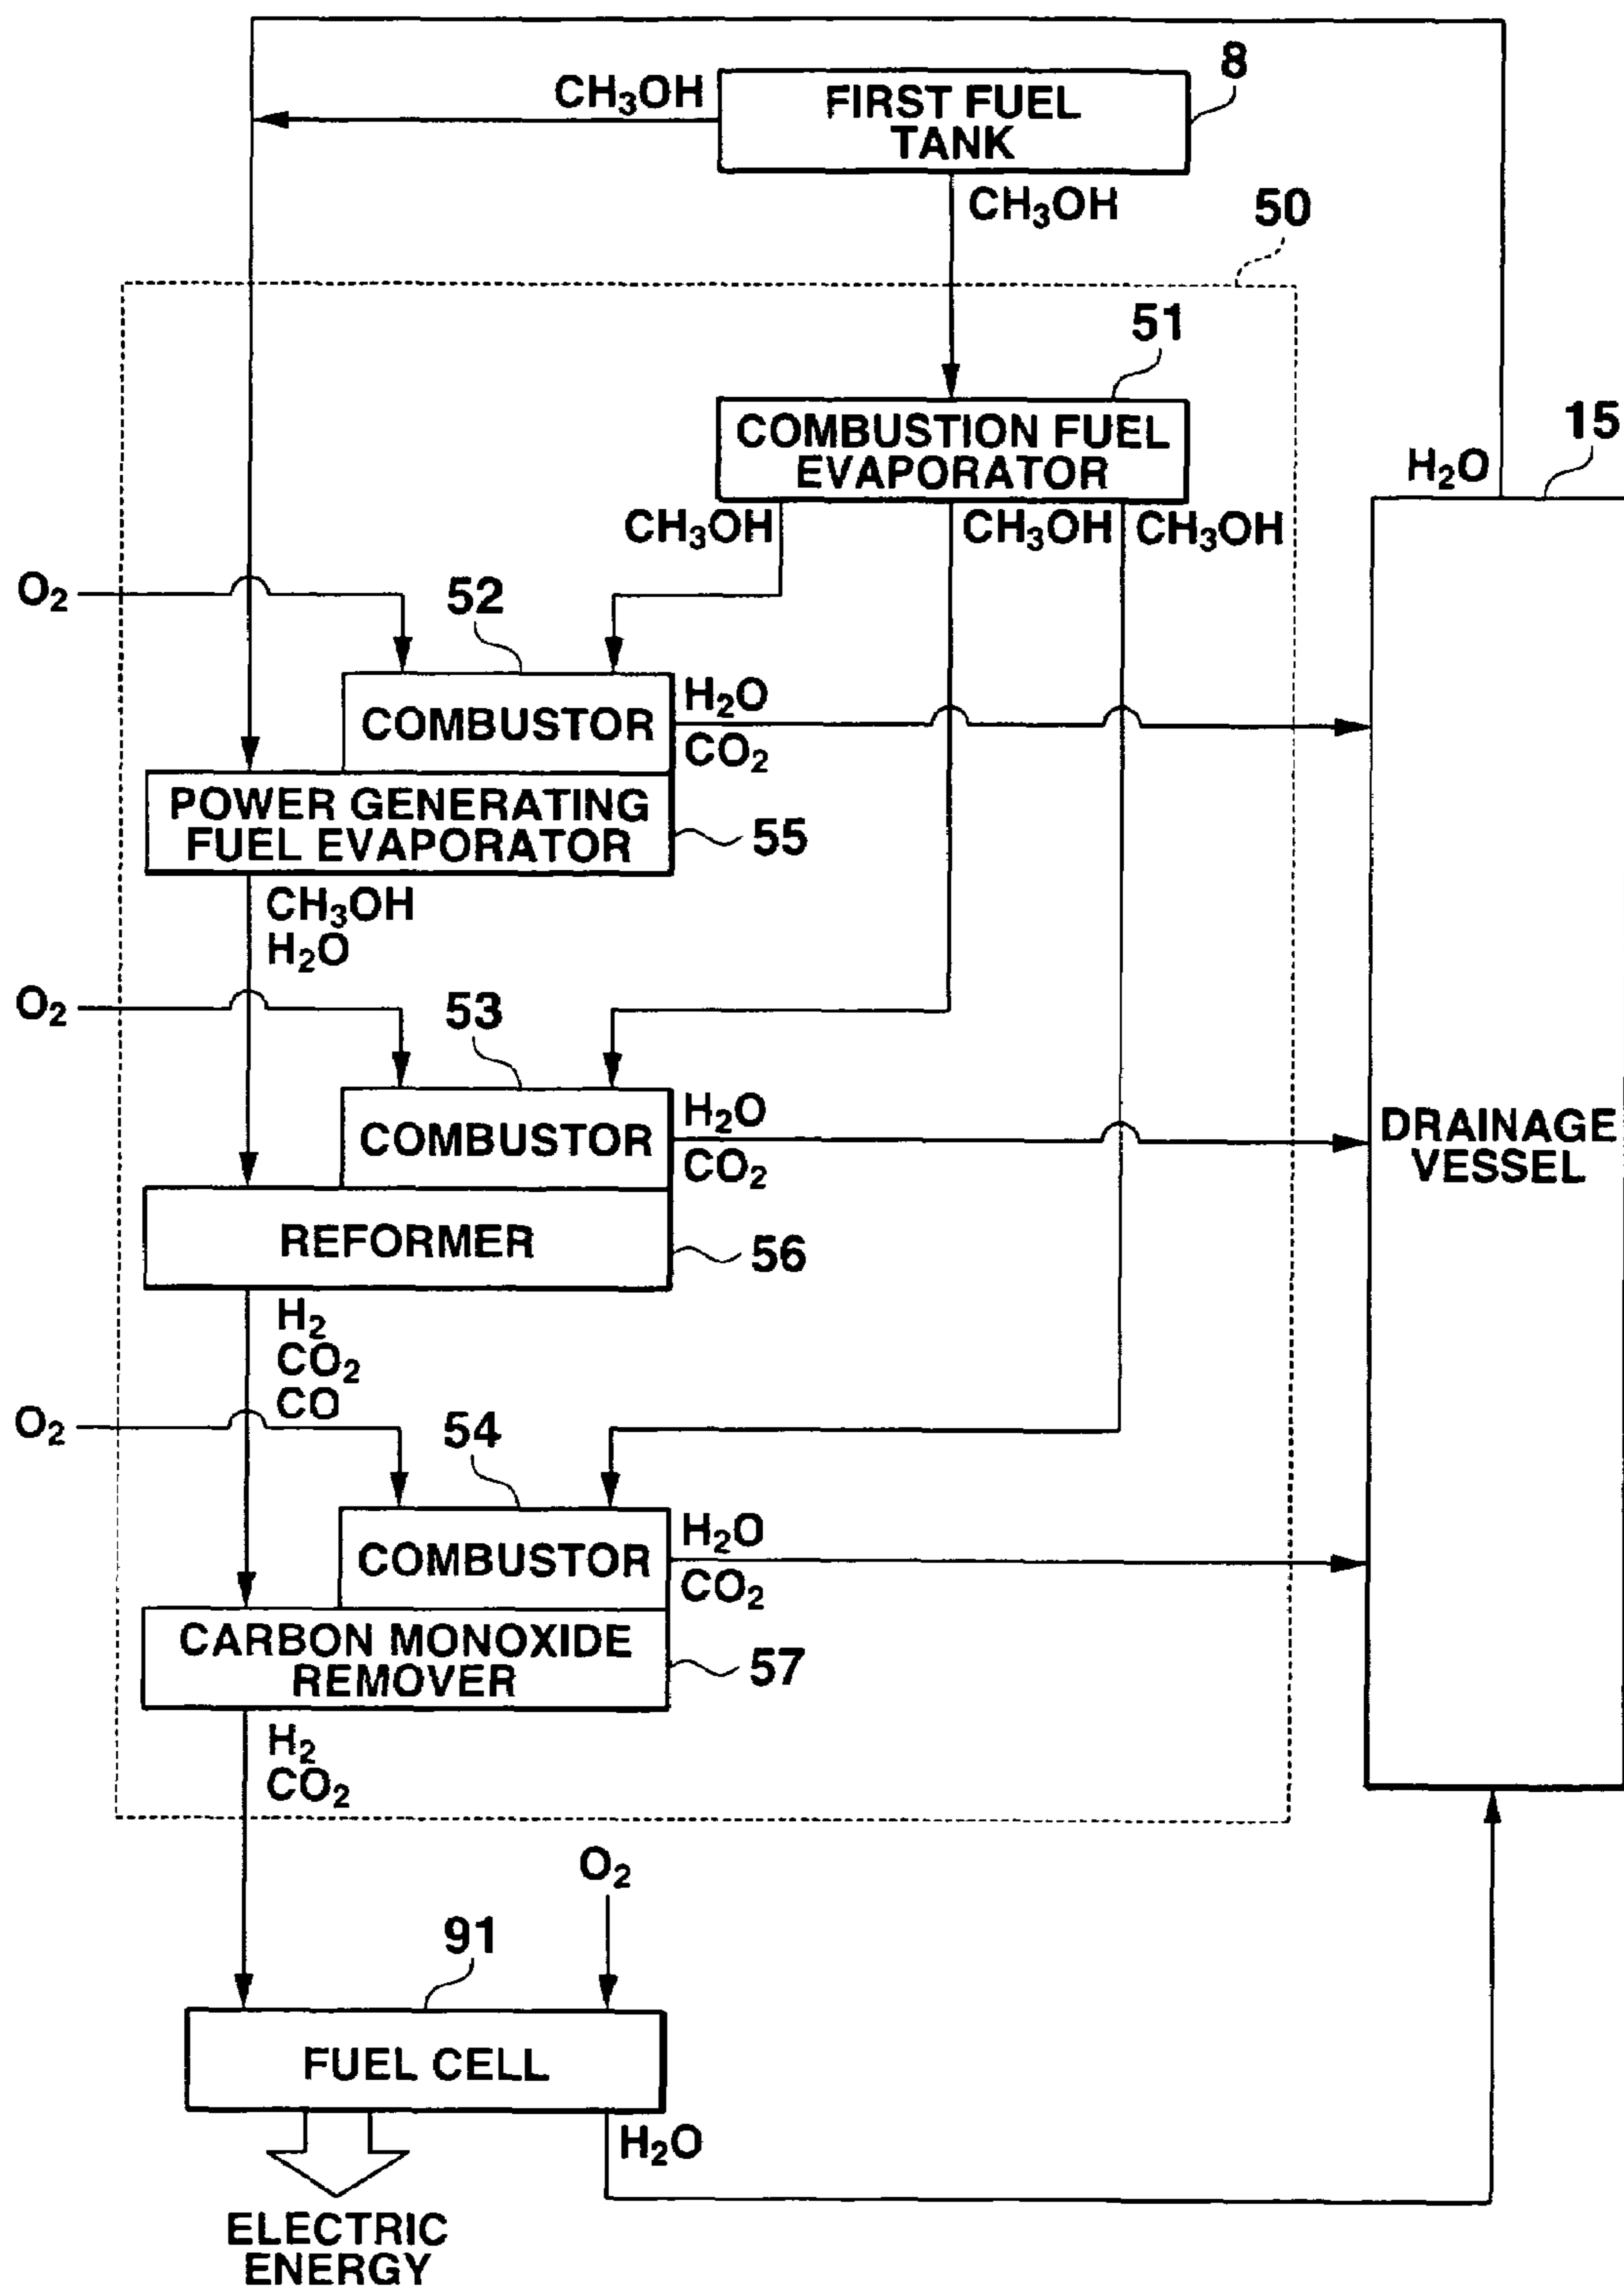 8
CH₃OH
FIRST FUEL
TANK
CH₃OH
50
51
COMBUSTION FUEL
EVAPORATOR
15
H₂O
CH₃OH
CH₃OH
CH₃OH
O₂
52
COMBUSTOR
H₂O
CO₂
POWER GENERATING
FUEL EVAPORATOR
55
CH₃OH
H₂O
O₂
53
COMBUSTOR
H₂O
CO₂
DRAINAGE
VESSEL
REFORMER
56
H₂
CO₂
CO
O₂
54
COMBUSTOR
H₂O
CO₂
CARBON MONOXIDE
REMOVER
57
H₂
CO₂
O₂
91
FUEL CELL
H₂O
ELECTRIC
ENERGY